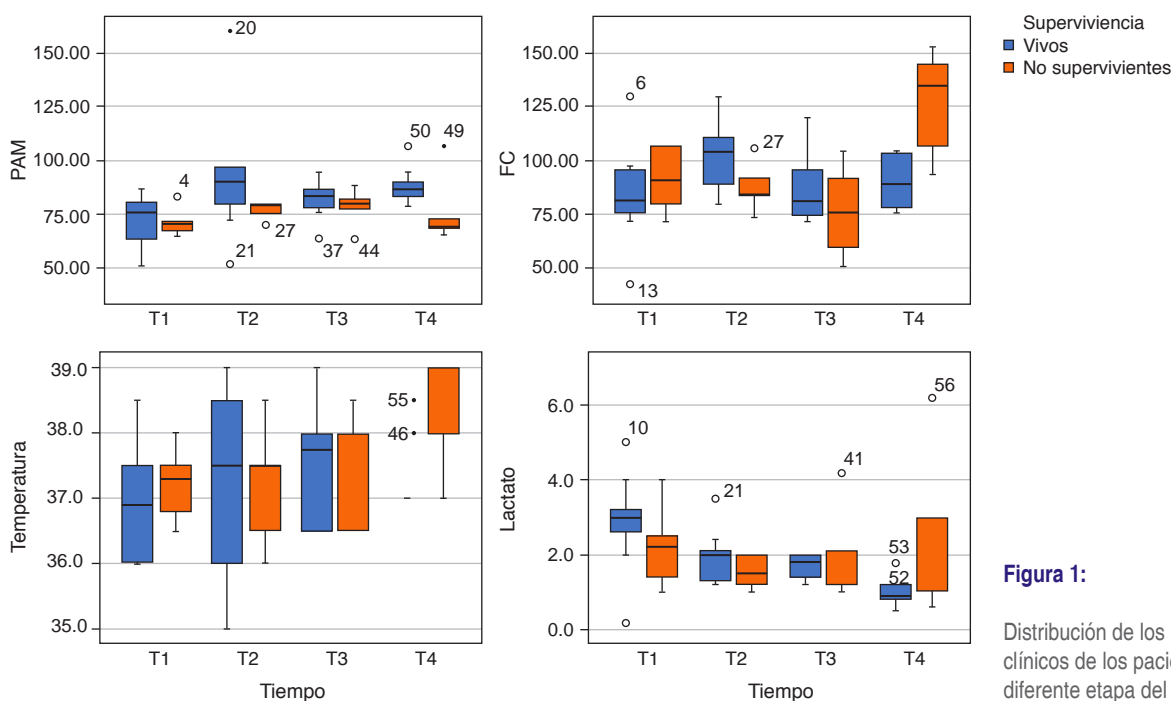 20
150.00
125.00
100.00
75.00
50.00
PAM
4
21
27
37
44
50
49
T1
T2
T3
T4
150.00
125.00
100.00
75.00
50.00
FC
6
13
27
T1
T2
T3
T4
Superviviencia
Vivos
No supervivientes
39.0
38.0
37.0
36.0
35.0
Temperatura
55
46
T1
T2
T3
T4
Tiempo
6.0
4.0
2.0
0.0
Lactato
10
21
41
53
52
56
T1
T2
T3
T4
Tiempo
Figura 1:
Distribución de los
clínicos de los pacie
diferente etapa del